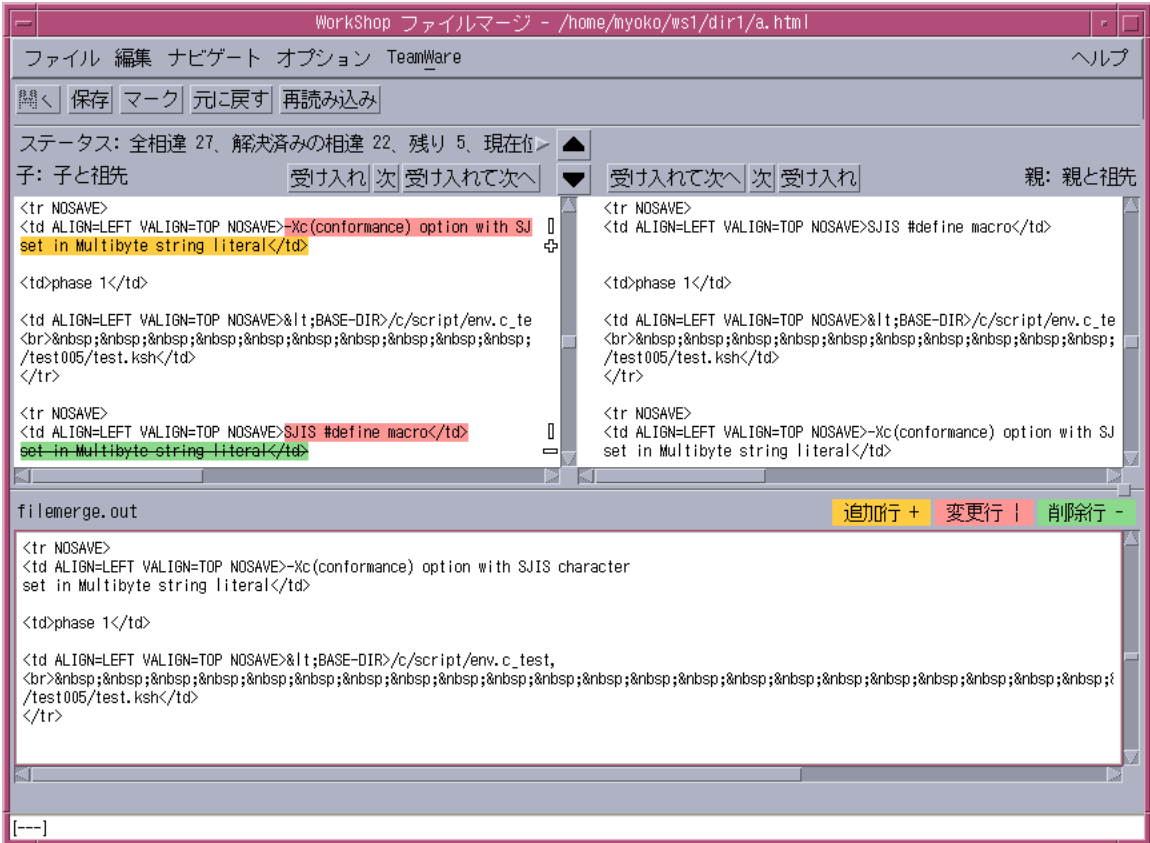 WorkShop ファイルマージ - /home/myoko/ws1/dir1/a.html
ファイル 編集 ナビゲート オプション TeamWare ヘルプ
開く 保存 マーク 元に戻す 再読み込み
ステータス: 全相違 27、解決済みの相違 22、残り 5、現在
子: 子と祖先 受け入れ 次 受け入れて次へ 受け入れて次へ 次 受け入れ 親: 親と祖先
<tr NOSAVE>
<td ALIGN=LEFT VALIGN=TOP NOSAVE>-Xc(conformance) option with SJ
set in Multibyte string literal</td>
<td>phase 1</td>
<td ALIGN=LEFT VALIGN=TOP NOSAVE>&lt;BASE-DIR>/c/script/env.c_te
<br>&nbsp;&nbsp;&nbsp;&nbsp;&nbsp;&nbsp;&nbsp;&nbsp;&nbsp;&nbsp;
/test005/test.ksh</td>
</tr>
<tr NOSAVE>
<td ALIGN=LEFT VALIGN=TOP NOSAVE>SJIS #define macro</td>
set in Multibyte string literal</td>
<tr NOSAVE>
<td ALIGN=LEFT VALIGN=TOP NOSAVE>SJIS #define macro</td>
<td>phase 1</td>
<td ALIGN=LEFT VALIGN=TOP NOSAVE>&lt;BASE-DIR>/c/script/env.c_te
<br>&nbsp;&nbsp;&nbsp;&nbsp;&nbsp;&nbsp;&nbsp;&nbsp;&nbsp;&nbsp;
/test005/test.ksh</td>
</tr>
<tr NOSAVE>
<td ALIGN=LEFT VALIGN=TOP NOSAVE>-Xc(conformance) option with SJ
set in Multibyte string literal</td>
filemerge.out 追加行 + 変更行 | 削除行 -
<tr NOSAVE>
<td ALIGN=LEFT VALIGN=TOP NOSAVE>-Xc(conformance) option with SJIS character
set in Multibyte string literal</td>
<td>phase 1</td>
<td ALIGN=LEFT VALIGN=TOP NOSAVE>&lt;BASE-DIR>/c/script/env.c_test,
<br>&nbsp;&nbsp;&nbsp;&nbsp;&nbsp;&nbsp;&nbsp;&nbsp;&nbsp;&nbsp;&nbsp;&nbsp;&nbsp;&nbsp;&nbsp;&nbsp;&nbsp;&nbsp;&nbsp;&nbsp;&nbsp;&nbsp;
/test005/test.ksh</td>
</tr>
[---]